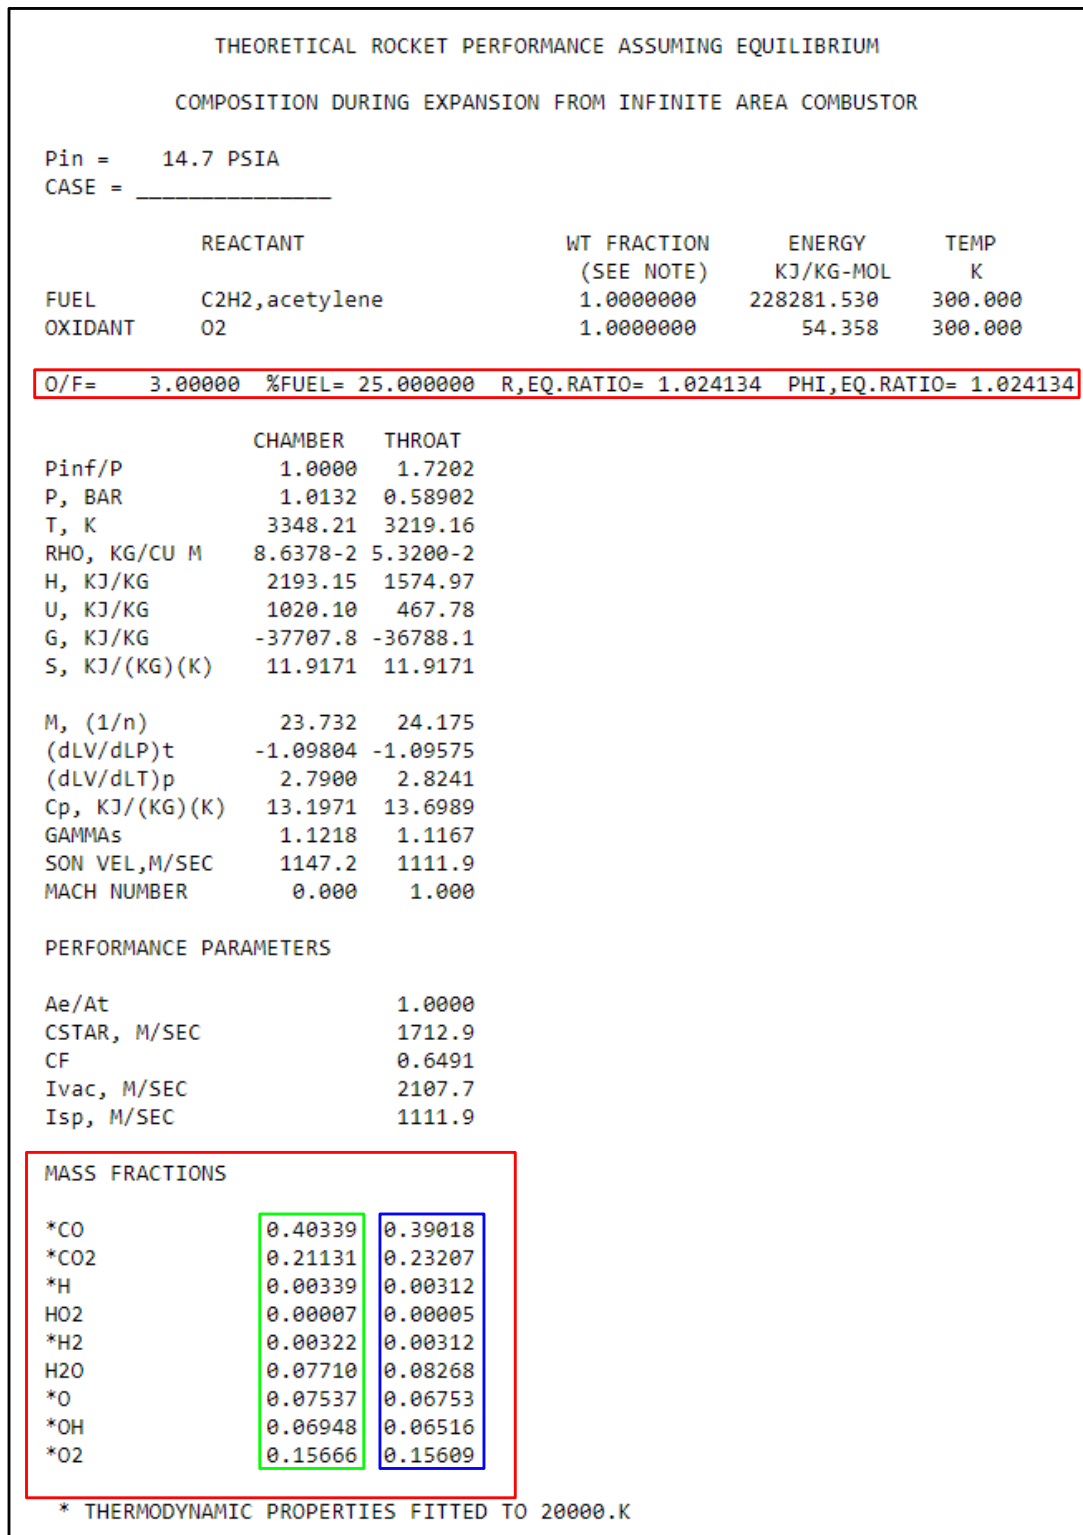 THEORETICAL ROCKET PERFORMANCE ASSUMING EQUILIBRIUM
COMPOSITION DURING EXPANSION FROM INFINITE AREA COMBUSTOR
Pin = 14.7 PSIA
CASE = _______________
REACTANT WT FRACTION ENERGY TEMP
(SEE NOTE) KJ/KG-MOL K
FUEL C2H2,acetylene 1.0000000 228281.530 300.000
OXIDANT O2 1.0000000 54.358 300.000
O/F= 3.00000 %FUEL= 25.000000 R,EQ.RATIO= 1.024134 PHI,EQ.RATIO= 1.024134
CHAMBER THROAT
Pinf/P 1.0000 1.7202
P, BAR 1.0132 0.58902
T, K 3348.21 3219.16
RHO, KG/CU M 8.6378-2 5.3200-2
H, KJ/KG 2193.15 1574.97
U, KJ/KG 1020.10 467.78
G, KJ/KG -37707.8 -36788.1
S, KJ/(KG)(K) 11.9171 11.9171
M, (1/n) 23.732 24.175
(dLV/dLP)t -1.09804 -1.09575
(dLV/dLT)p 2.7900 2.8241
Cp, KJ/(KG)(K) 13.1971 13.6989
GAMMAs 1.1218 1.1167
SON VEL,M/SEC 1147.2 1111.9
MACH NUMBER 0.000 1.000
PERFORMANCE PARAMETERS
Ae/At 1.0000
CSTAR, M/SEC 1712.9
CF 0.6491
Ivac, M/SEC 2107.7
Isp, M/SEC 1111.9
MASS FRACTIONS
*CO 0.40339 0.39018
*CO2 0.21131 0.23207
*H 0.00339 0.00312
HO2 0.00007 0.00005
*H2 0.00322 0.00312
H2O 0.07710 0.08268
*O 0.07537 0.06753
*OH 0.06948 0.06516
*O2 0.15666 0.15609
* THERMODYNAMIC PROPERTIES FITTED TO 20000.K